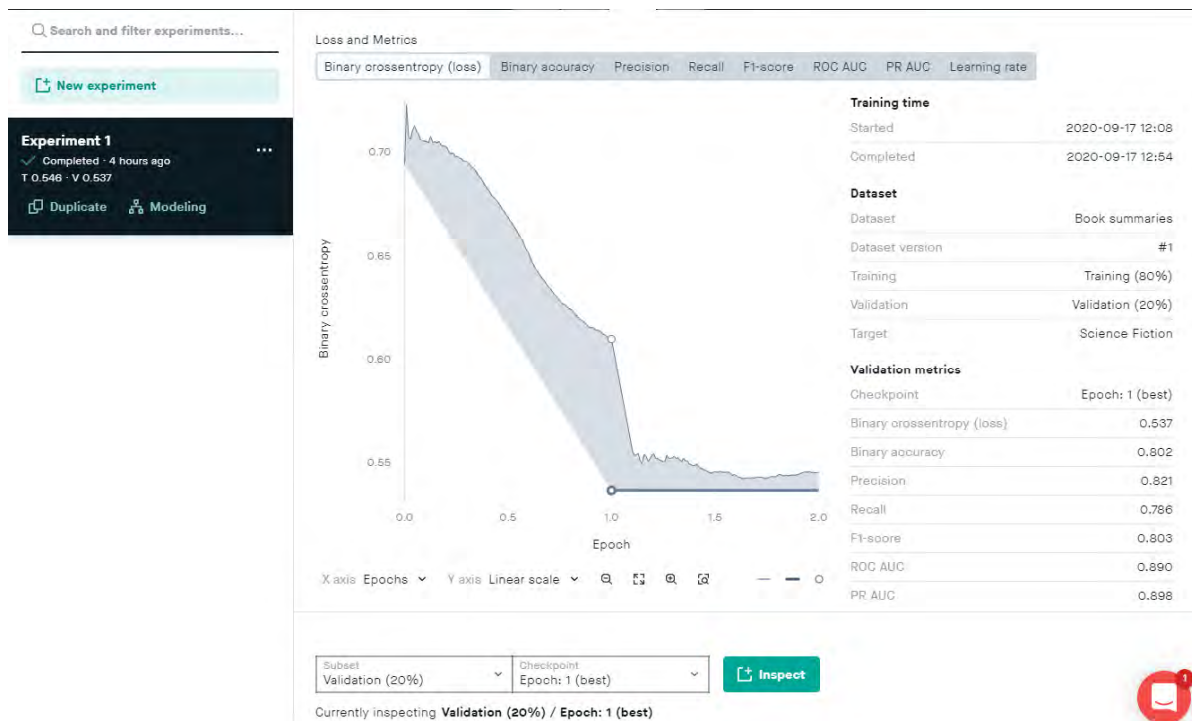 Search and filter experiments...
New experiment
Experiment 1
Completed · 4 hours ago
T 0.546 · V 0.537
Duplicate Modeling
Loss and Metrics
Binary crossentropy (loss) Binary accuracy Precision Recall F1-score ROC AUC PR AUC Learning rate
Binary crossentropy
0.70
0.65
0.60
0.55
0.0 0.5 1.0 1.5 2.0
Epoch
X axis Epochs Y axis Linear scale
Training time
Started 2020-09-17 12:08
Completed 2020-09-17 12:54
Dataset
Dataset Book summaries
Dataset version #1
Training Training (80%)
Validation Validation (20%)
Target Science Fiction
Validation metrics
Checkpoint Epoch: 1 (best)
Binary crossentropy (loss) 0.537
Binary accuracy 0.802
Precision 0.821
Recall 0.786
F1-score 0.803
ROC AUC 0.890
PR AUC 0.898
Subset Checkpoint
Validation (20%) Epoch: 1 (best)
Inspect
Currently inspecting Validation (20%) / Epoch: 1 (best)
1